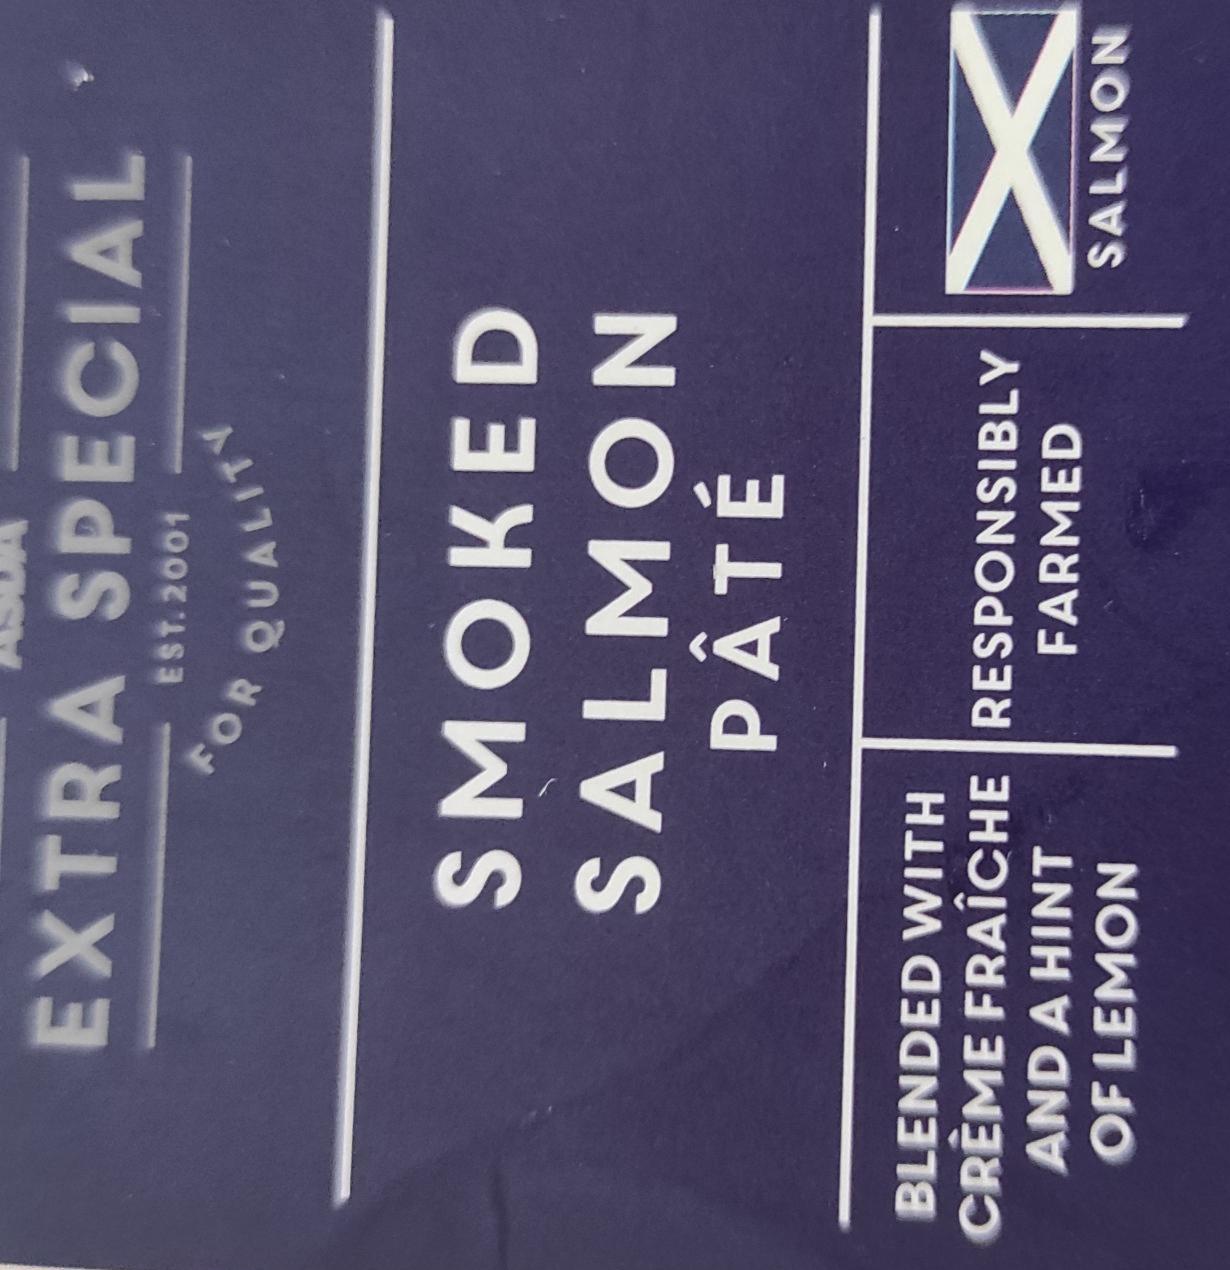 ASDA
EXTRA SPECIAL
EST.2001
FOR QUALITY
SMOKED
SALMON
PÂTÉ
BLENDED WITH
CRÈME FRAÎCHE
AND A HINT
OF LEMON
RESPONSIBLY
FARMED
SALMON